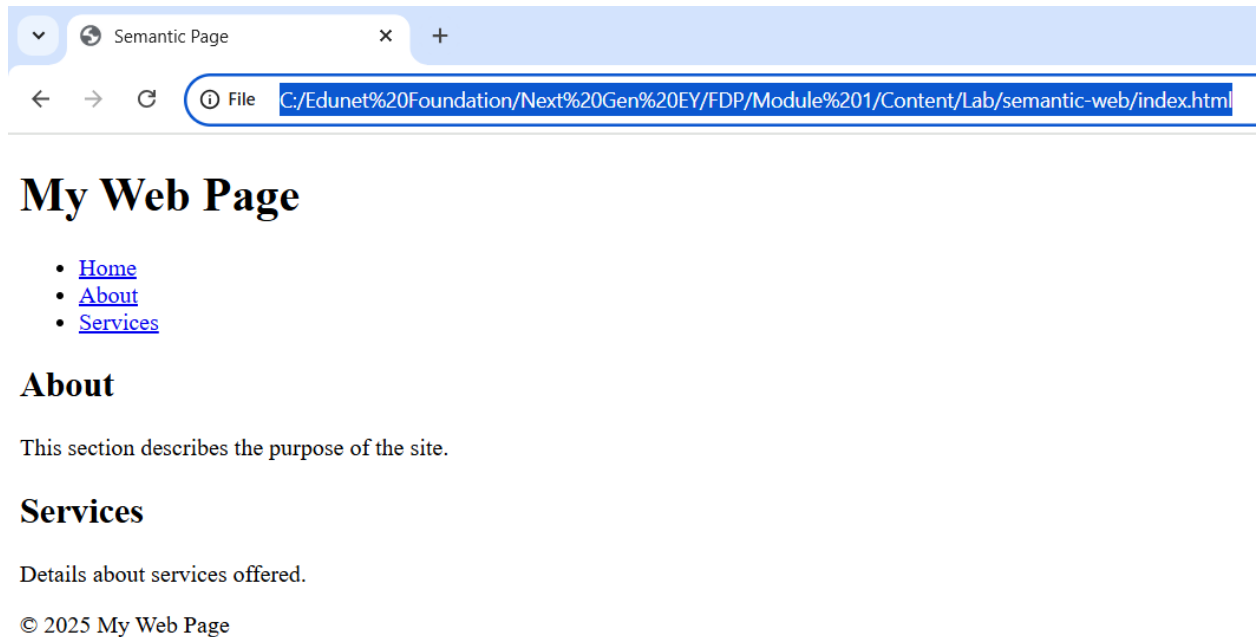 Semantic Page
File C:/Edunet%20Foundation/Next%20Gen%20EY/FDP/Module%201/Content/Lab/semantic-web/index.html
My Web Page
Home
About
Services
About
This section describes the purpose of the site.
Services
Details about services offered.
© 2025 My Web Page